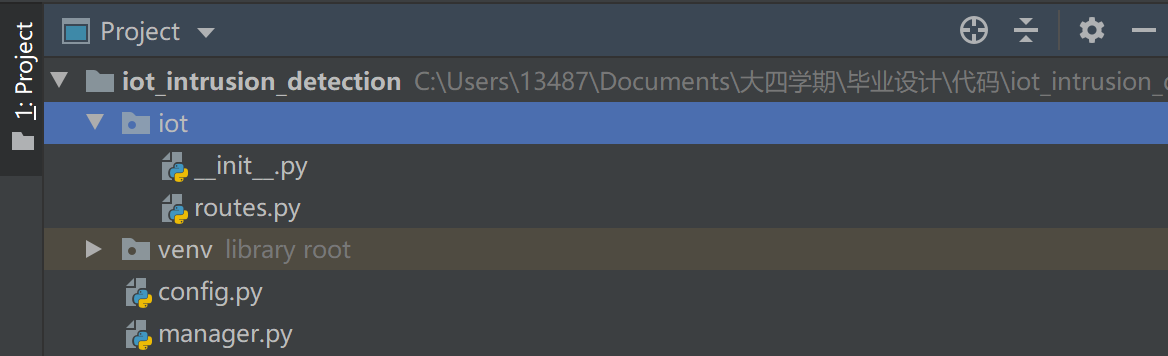 1: Project
Project
iot_intrusion_detection C:\Users\13487\Documents\大四学期\毕业设计\代码\iot_intrusion_
iot
__init__.py
routes.py
venv library root
config.py
manager.py